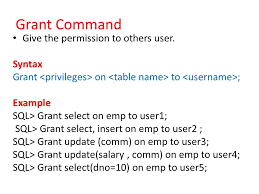 Grant Command
• Give the permission to others user.
Syntax
Grant <privileges> on <table name> to <username>;
Example
SQL> Grant select on emp to user1;
SQL> Grant select, insert on emp to user2 ;
SQL> Grant update (comm) on emp to user3;
SQL> Grant update(salary , comm) on emp to user4;
SQL> Grant select(dno=10) on emp to user5;